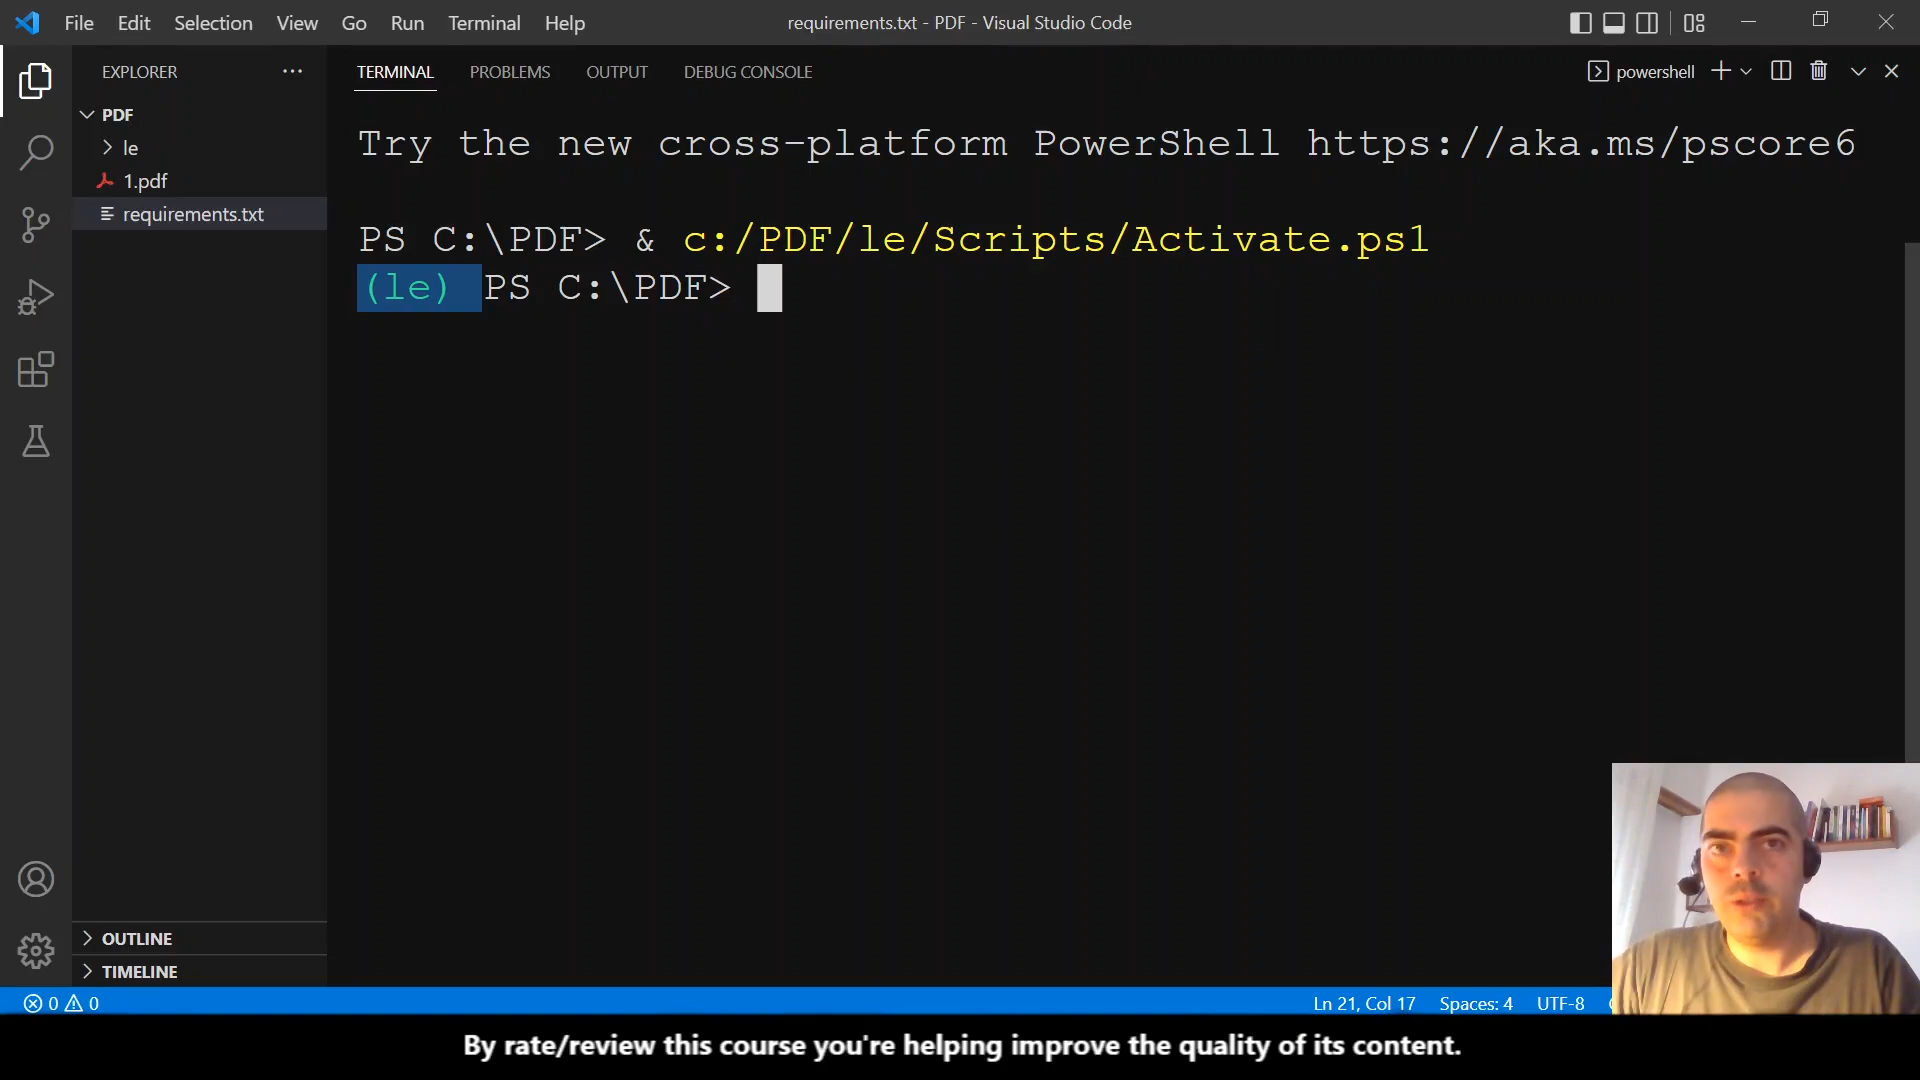 File Edit Selection View Go Run Terminal Help
requirements.txt - PDF - Visual Studio Code
EXPLORER
PDF
le
1.pdf
requirements.txt
OUTLINE
TIMELINE
TERMINAL PROBLEMS OUTPUT DEBUG CONSOLE
powershell
Try the new cross-platform PowerShell https://aka.ms/pscore6
PS C:\PDF> & c:/PDF/le/Scripts/Activate.ps1
(le) PS C:\PDF>
0 0
Ln 21, Col 17 Spaces: 4 UTF-8
By rate/review this course you're helping improve the quality of its content.